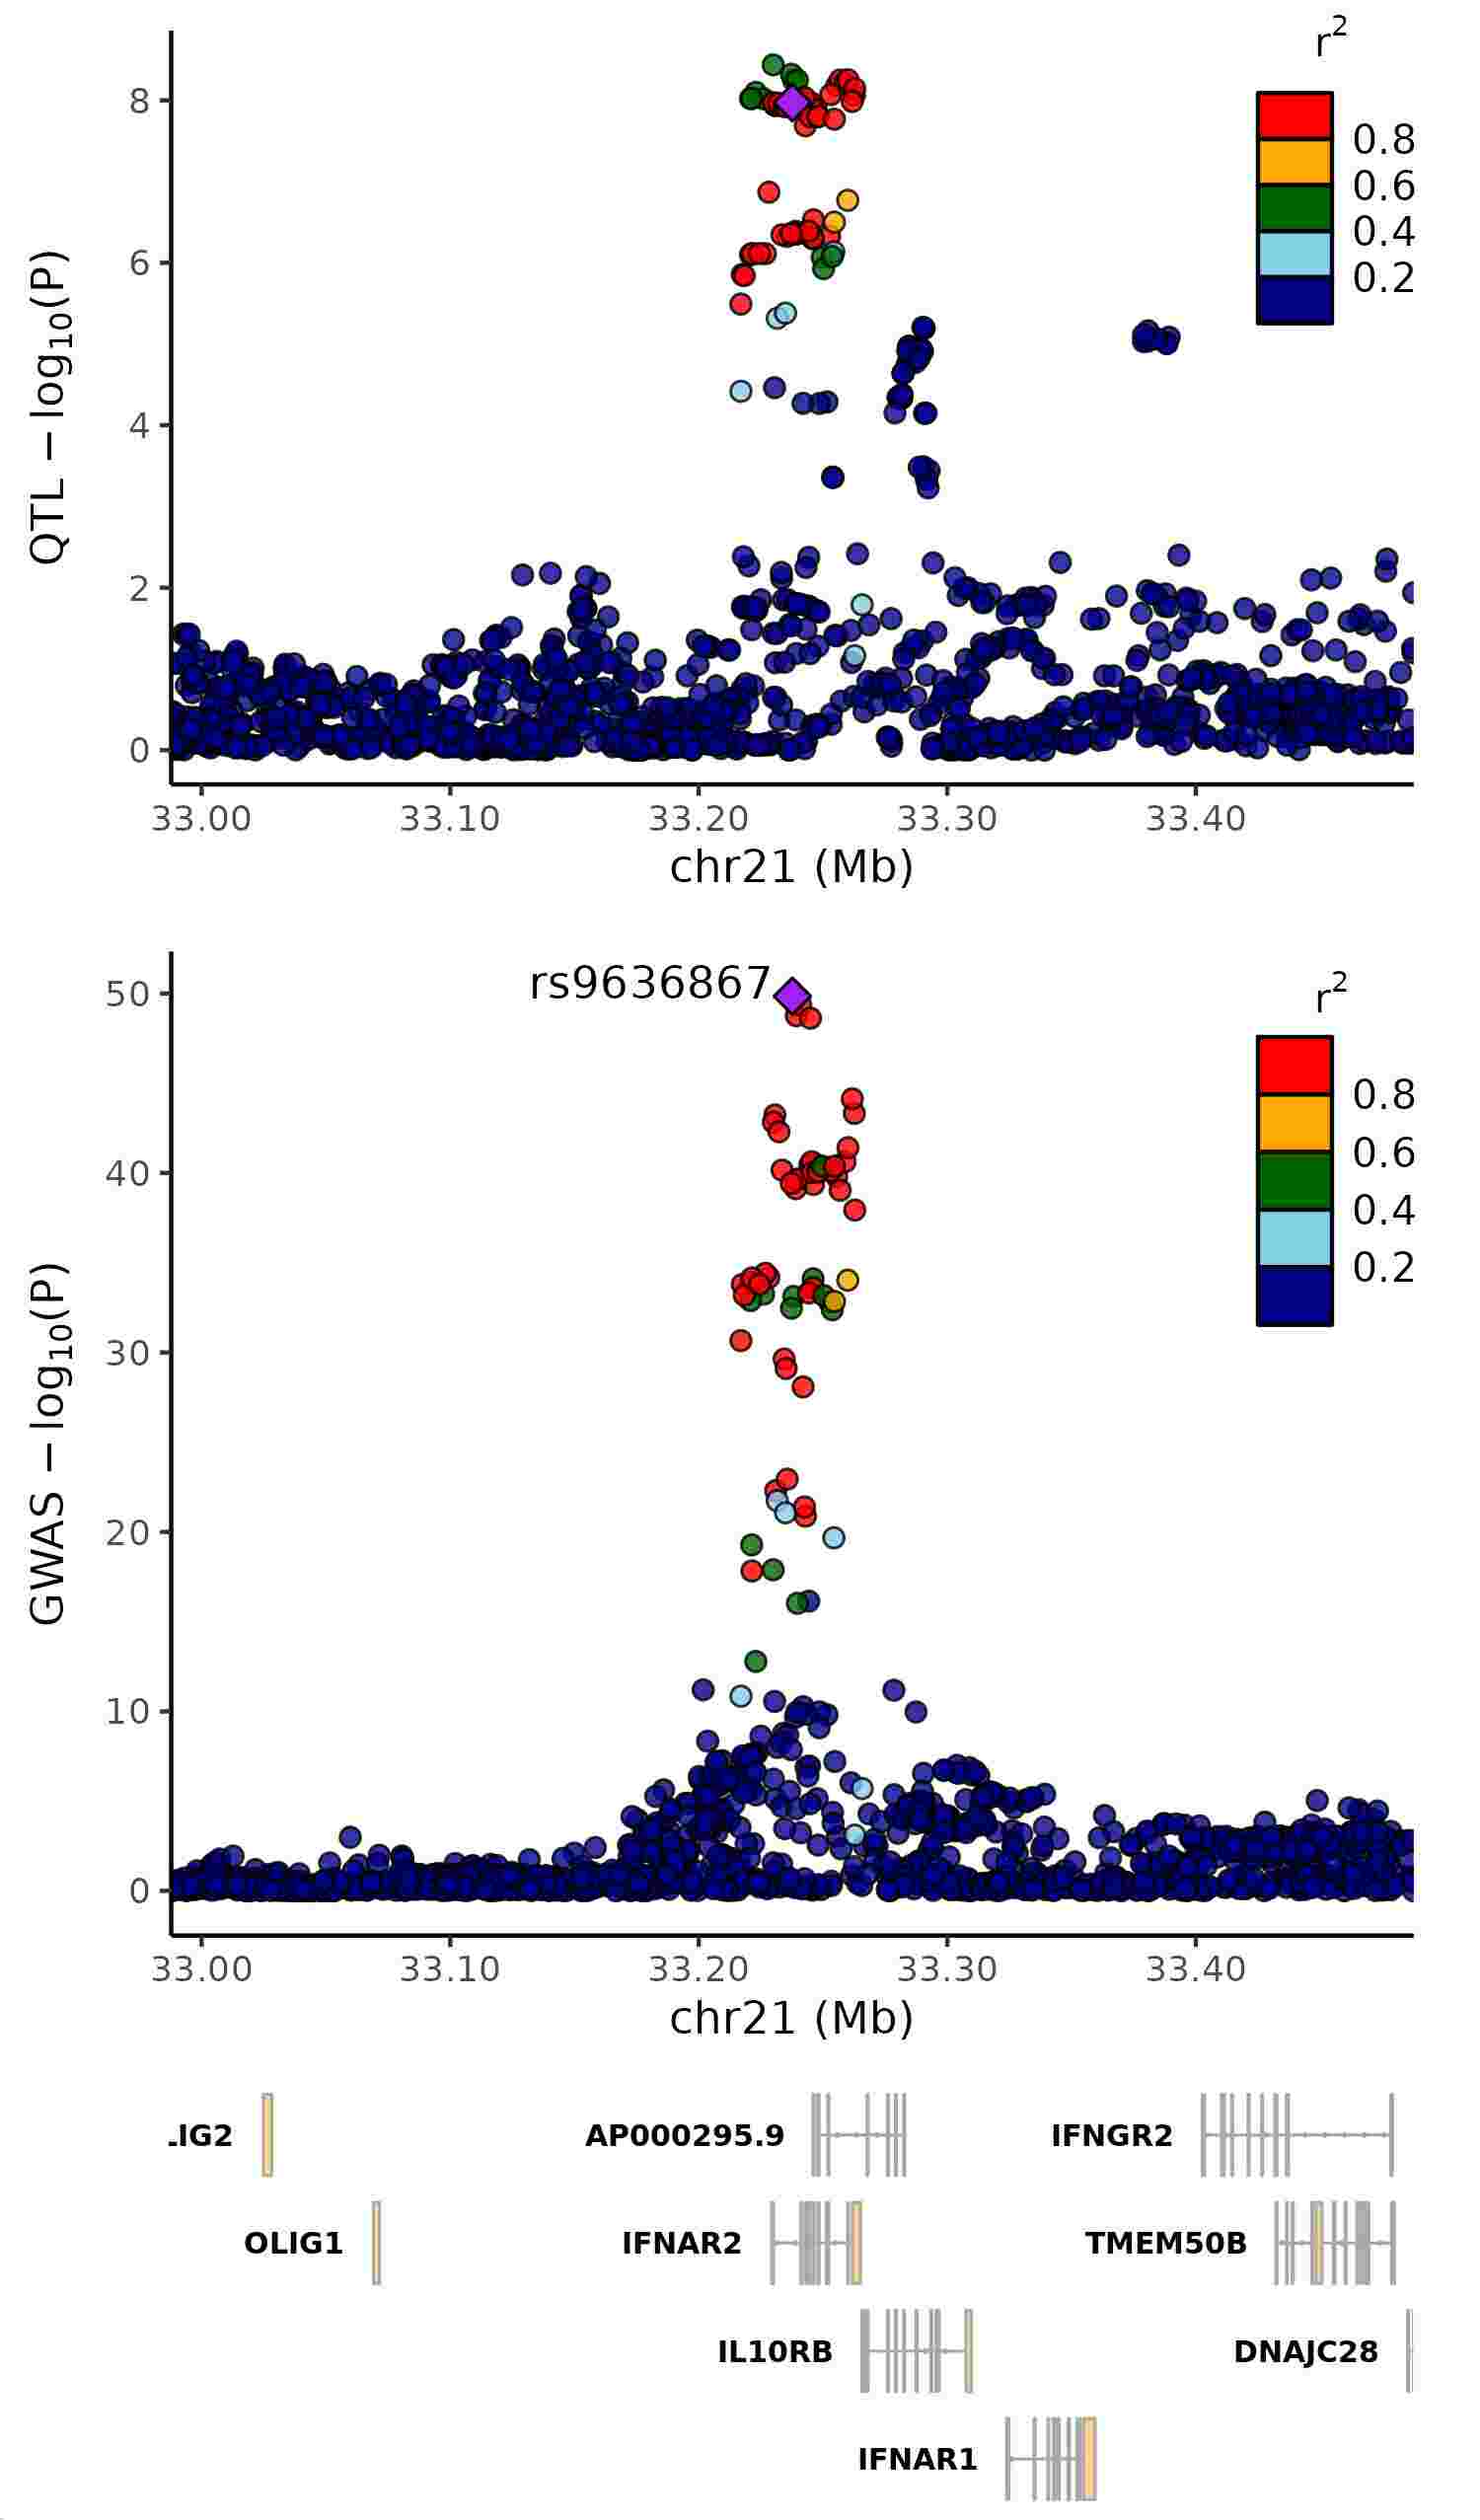 r2
8
6
4
2
0
QTL − log10(P)
0.8
0.6
0.4
0.2
33.00 33.10 33.20 33.30 33.40
chr21 (Mb)
rs9636867
r2
50
40
30
20
10
0
GWAS − log10(P)
0.8
0.6
0.4
0.2
33.00 33.10 33.20 33.30 33.40
chr21 (Mb)
.IG2 AP000295.9 IFNGR2
OLIG1 IFNAR2 TMEM50B
IL10RB DNAJC28
IFNAR1